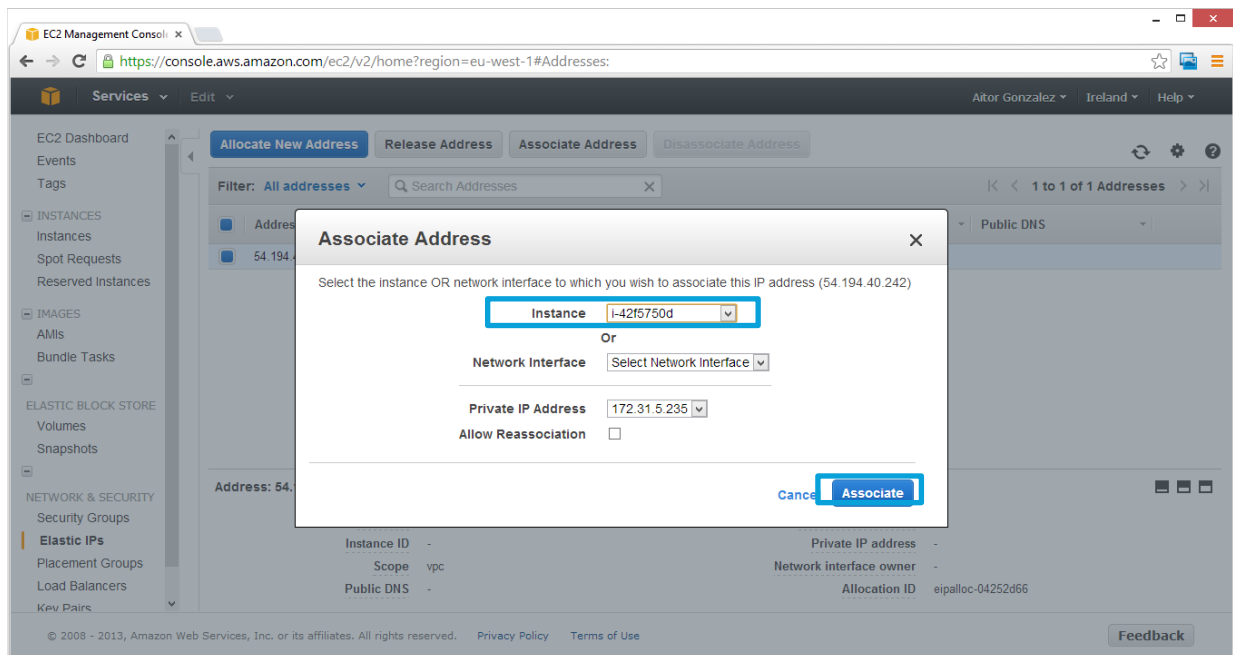 EC2 Management Consol
https://console.aws.amazon.com/ec2/v2/home?region=eu-west-1#Addresses:
Services Edit Aitor Gonzalez Ireland Help
EC2 Dashboard
Events
Tags
INSTANCES
Instances
Spot Requests
Reserved Instances
IMAGES
AMIs
Bundle Tasks
ELASTIC BLOCK STORE
Volumes
Snapshots
NETWORK & SECURITY
Security Groups
Elastic IPs
Placement Groups
Load Balancers
Key Pairs
Allocate New Address Release Address Associate Address Disassociate Address
Filter: All addresses Search Addresses 1 to 1 of 1 Addresses
Addres Public DNS
54.194.
Associate Address
Select the instance OR network interface to which you wish to associate this IP address (54.194.40.242)
Instance i-42f5750d
Or
Network Interface Select Network Interface
Private IP Address 172.31.5.235
Allow Reassociation
Cance Associate
Address: 54.
Instance ID - Private IP address -
Scope vpc Network interface owner -
Public DNS - Allocation ID eipalloc-04252d66
© 2008 - 2013, Amazon Web Services, Inc. or its affiliates. All rights reserved. Privacy Policy Terms of Use Feedback